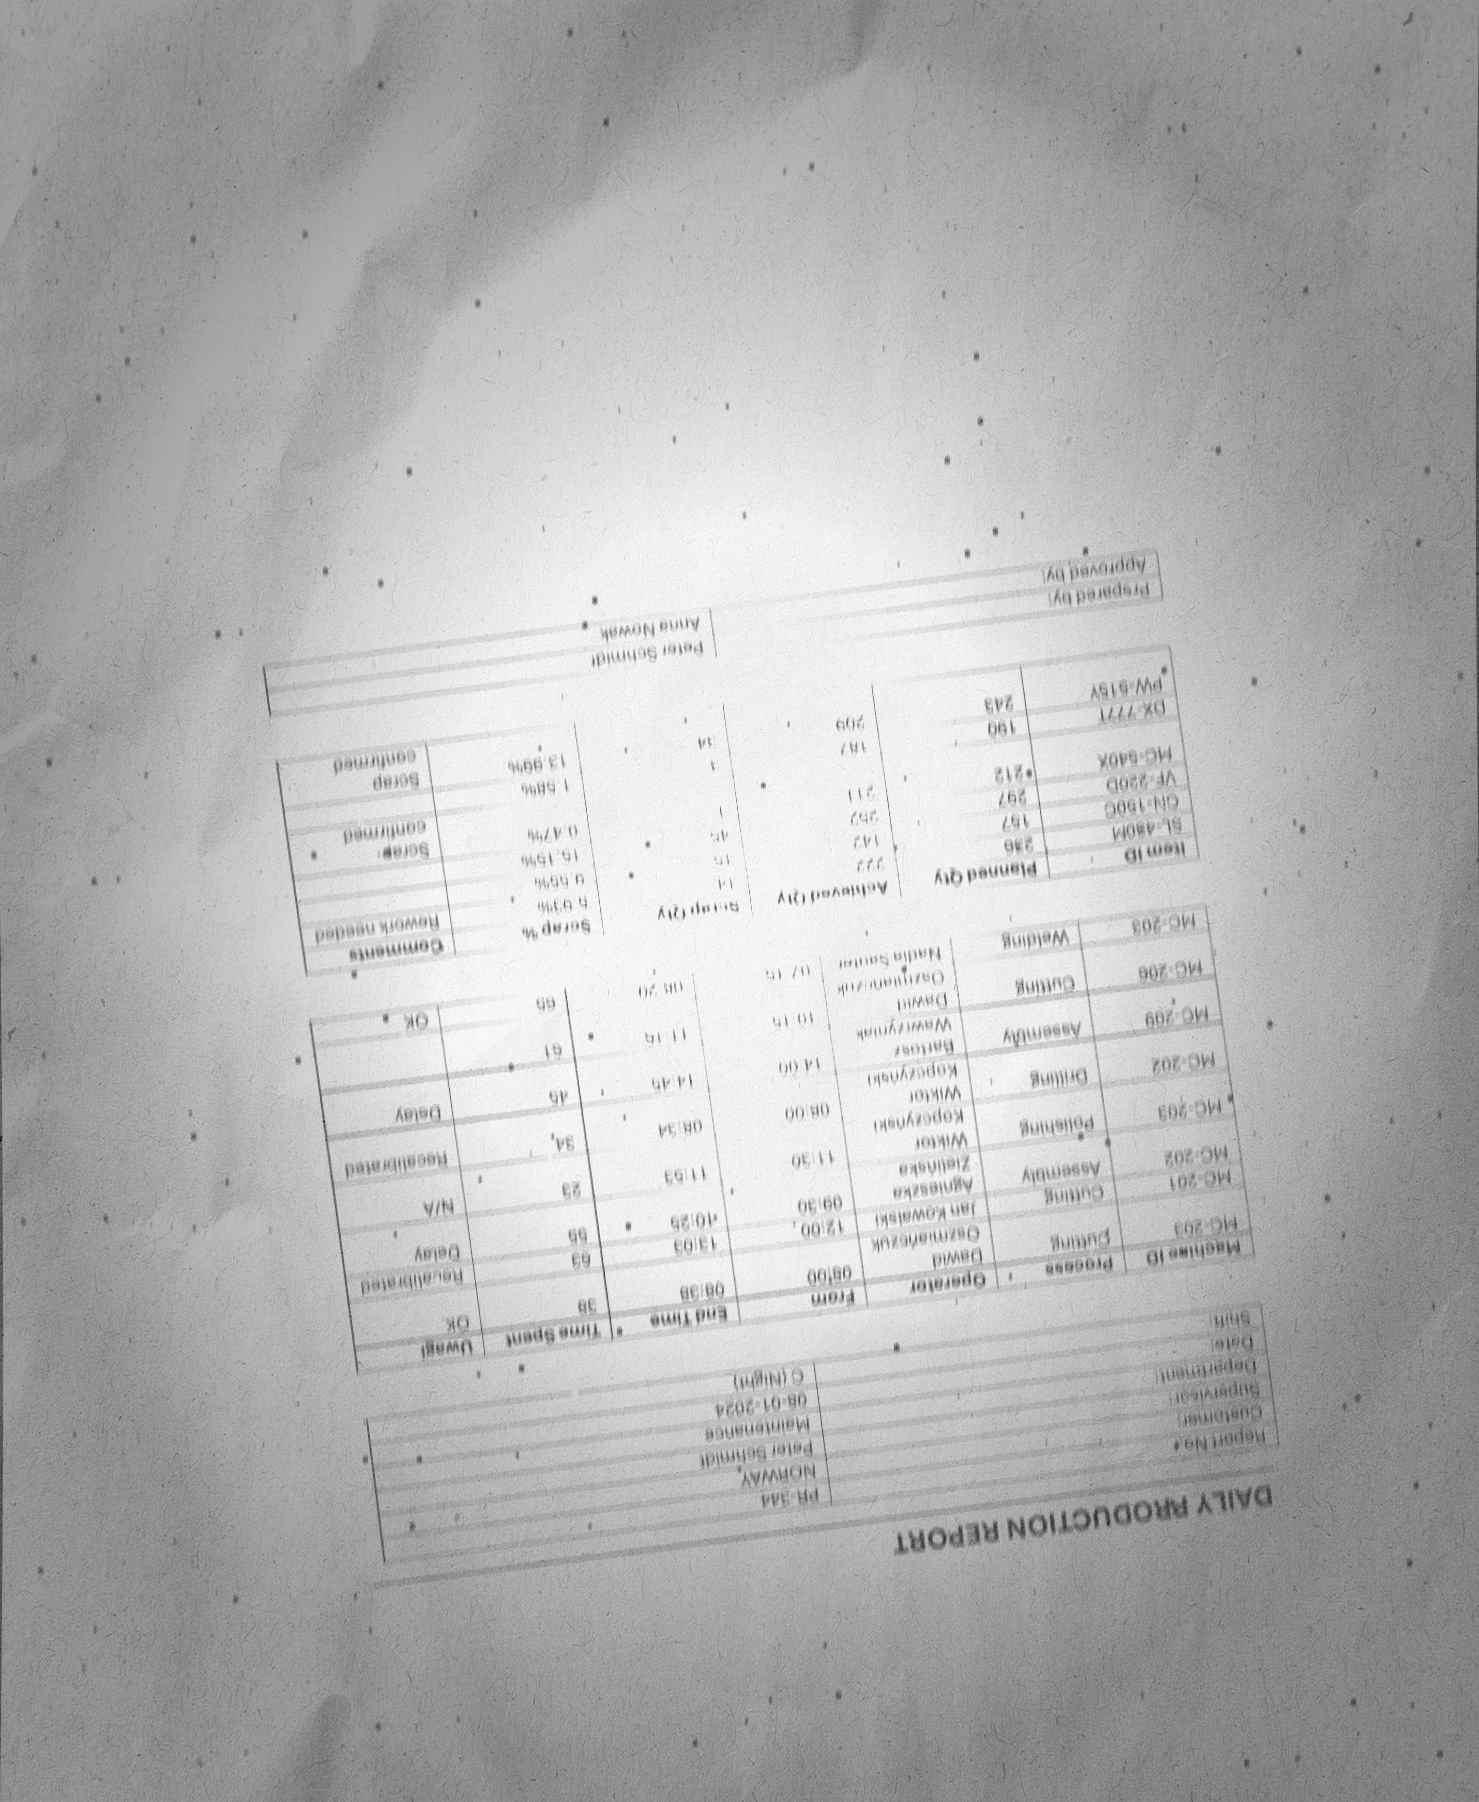 DAILY PRODUCTION REPORT
Report No.: PR-344
Customer: NORWAY
Supervisor: Peter Schmidt
Department: Maintenance
Date: 08-01-2024
Shift: C (Night)
Machine ID Process Operator From End Time Time Spent Uwagi
MC-203 Cutting Dawid Oszmiańczuk 08:00 08:38 38 OK
MC-201 Cutting Jan Kowalski 12:00 13:03 63 Recalibrated
MC-202 Assembly Agnieszka Zielińska 09:30 10:25 55 Delay
MC-203 Polishing Wiktor Kopczyński 11:30 11:53 23 N/A
MC-202 Drilling Wiktor Kopczyński 08:00 08:34 34 Recalibrated
MC-209 Assembly Bartosz Wawrzyniak 14:00 14:45 45 Delay
MC-206 Cutting Dawid Oszmiańczuk 10:15 11:16 61
MC-203 Welding Nadia Sauter 07:15 08:20 65 OK
Item ID Planned Qty Achieved Qty Scrap Qty Scrap % Comments
SL-480M 236 222 14 5.93% Rework needed
QN-150C 157 142 15 9.55%
VF-220D 297 252 45 15.15% Scrap confirmed
MC-540X 212 211 1 0.47%
DX-777T 190 187 1.58%
PW-515Y 243 209 34 13.99% Scrap confirmed
Prepared by: Peter Schmidt
Approved by: Anna Nowak